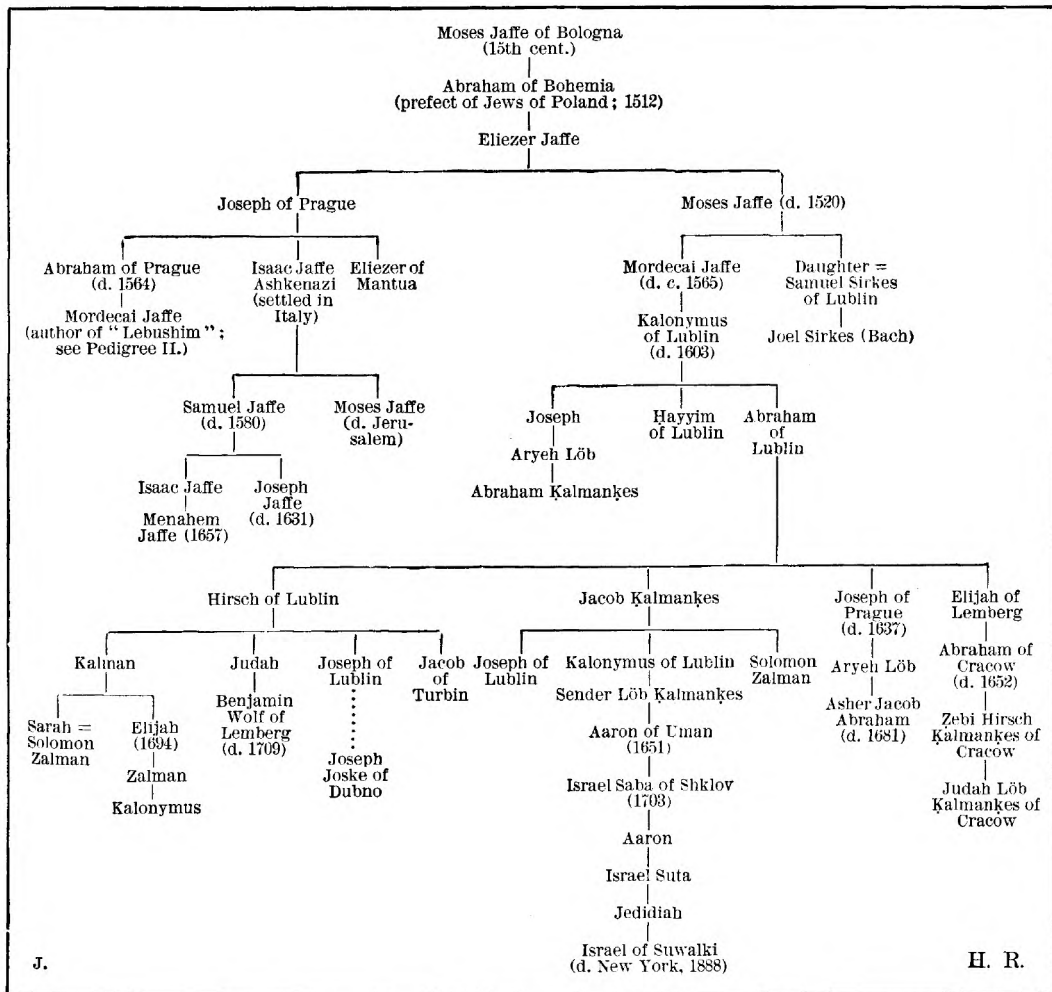 Moses Jaffe of Bologna
(15th cent.)
Abraham of Bohemia
(prefect of Jews of Poland; 1512)
Eliezer Jaffe
Joseph of Prague
Moses Jaffe (d. 1520)
Abraham of Prague
(d. 1564)
Mordecai Jaffe
(author of "Lebushim";
see Pedigree II.)
Isaac Jaffe
Ashkenazi
(settled in
Italy)
Eliezer of
Mantua
Mordecai Jaffe
(d. c. 1565)
Kalonymus
of Lublin
(d. 1603)
Daughter =
Samuel Sirkes
of Lublin
Joel Sirkes (Bach)
Samuel Jaffe
(d. 1580)
Moses Jaffe
(d. Jeru-
salem)
Isaac Jaffe
Menahem
Jaffe (1657)
Joseph
Jaffe
(d. 1631)
Joseph
Aryeh Löb
Abraham Ḳalmanḳes
Ḥayyim
of Lublin
Abraham
of
Lublin
Hirsch of Lublin
Jacob Ḳalmanḳes
Joseph of
Prague
(d. 1637)
Aryeh Löb
Asher Jacob
Abraham
(d. 1681)
Elijah of
Lemberg
Abraham of
Cracow
(d. 1652)
Ẓebi Hirsch
Ḳalmanḳes of
Cracow
Judah Löb
Ḳalmanḳes of
Cracow
Kalman
Sarah =
Solomon
Zalman
Elijah
(1694)
Zalman
Kalonymus
Judah
Benjamin
Wolf of
Lemberg
(d. 1709)
Joseph of
Lublin
Joseph
Joske of
Dubno
Jacob
of
Turbin
Joseph of
Lublin
Kalonymus of Lublin
Sender Löb Ḳalmanḳes
Aaron of Uman
(1651)
Israel Saba of Shklov
(1703)
Aaron
Israel Suta
Jedidiah
Israel of Suwalki
(d. New York, 1888)
Solomon
Zalman
J.
H. R.